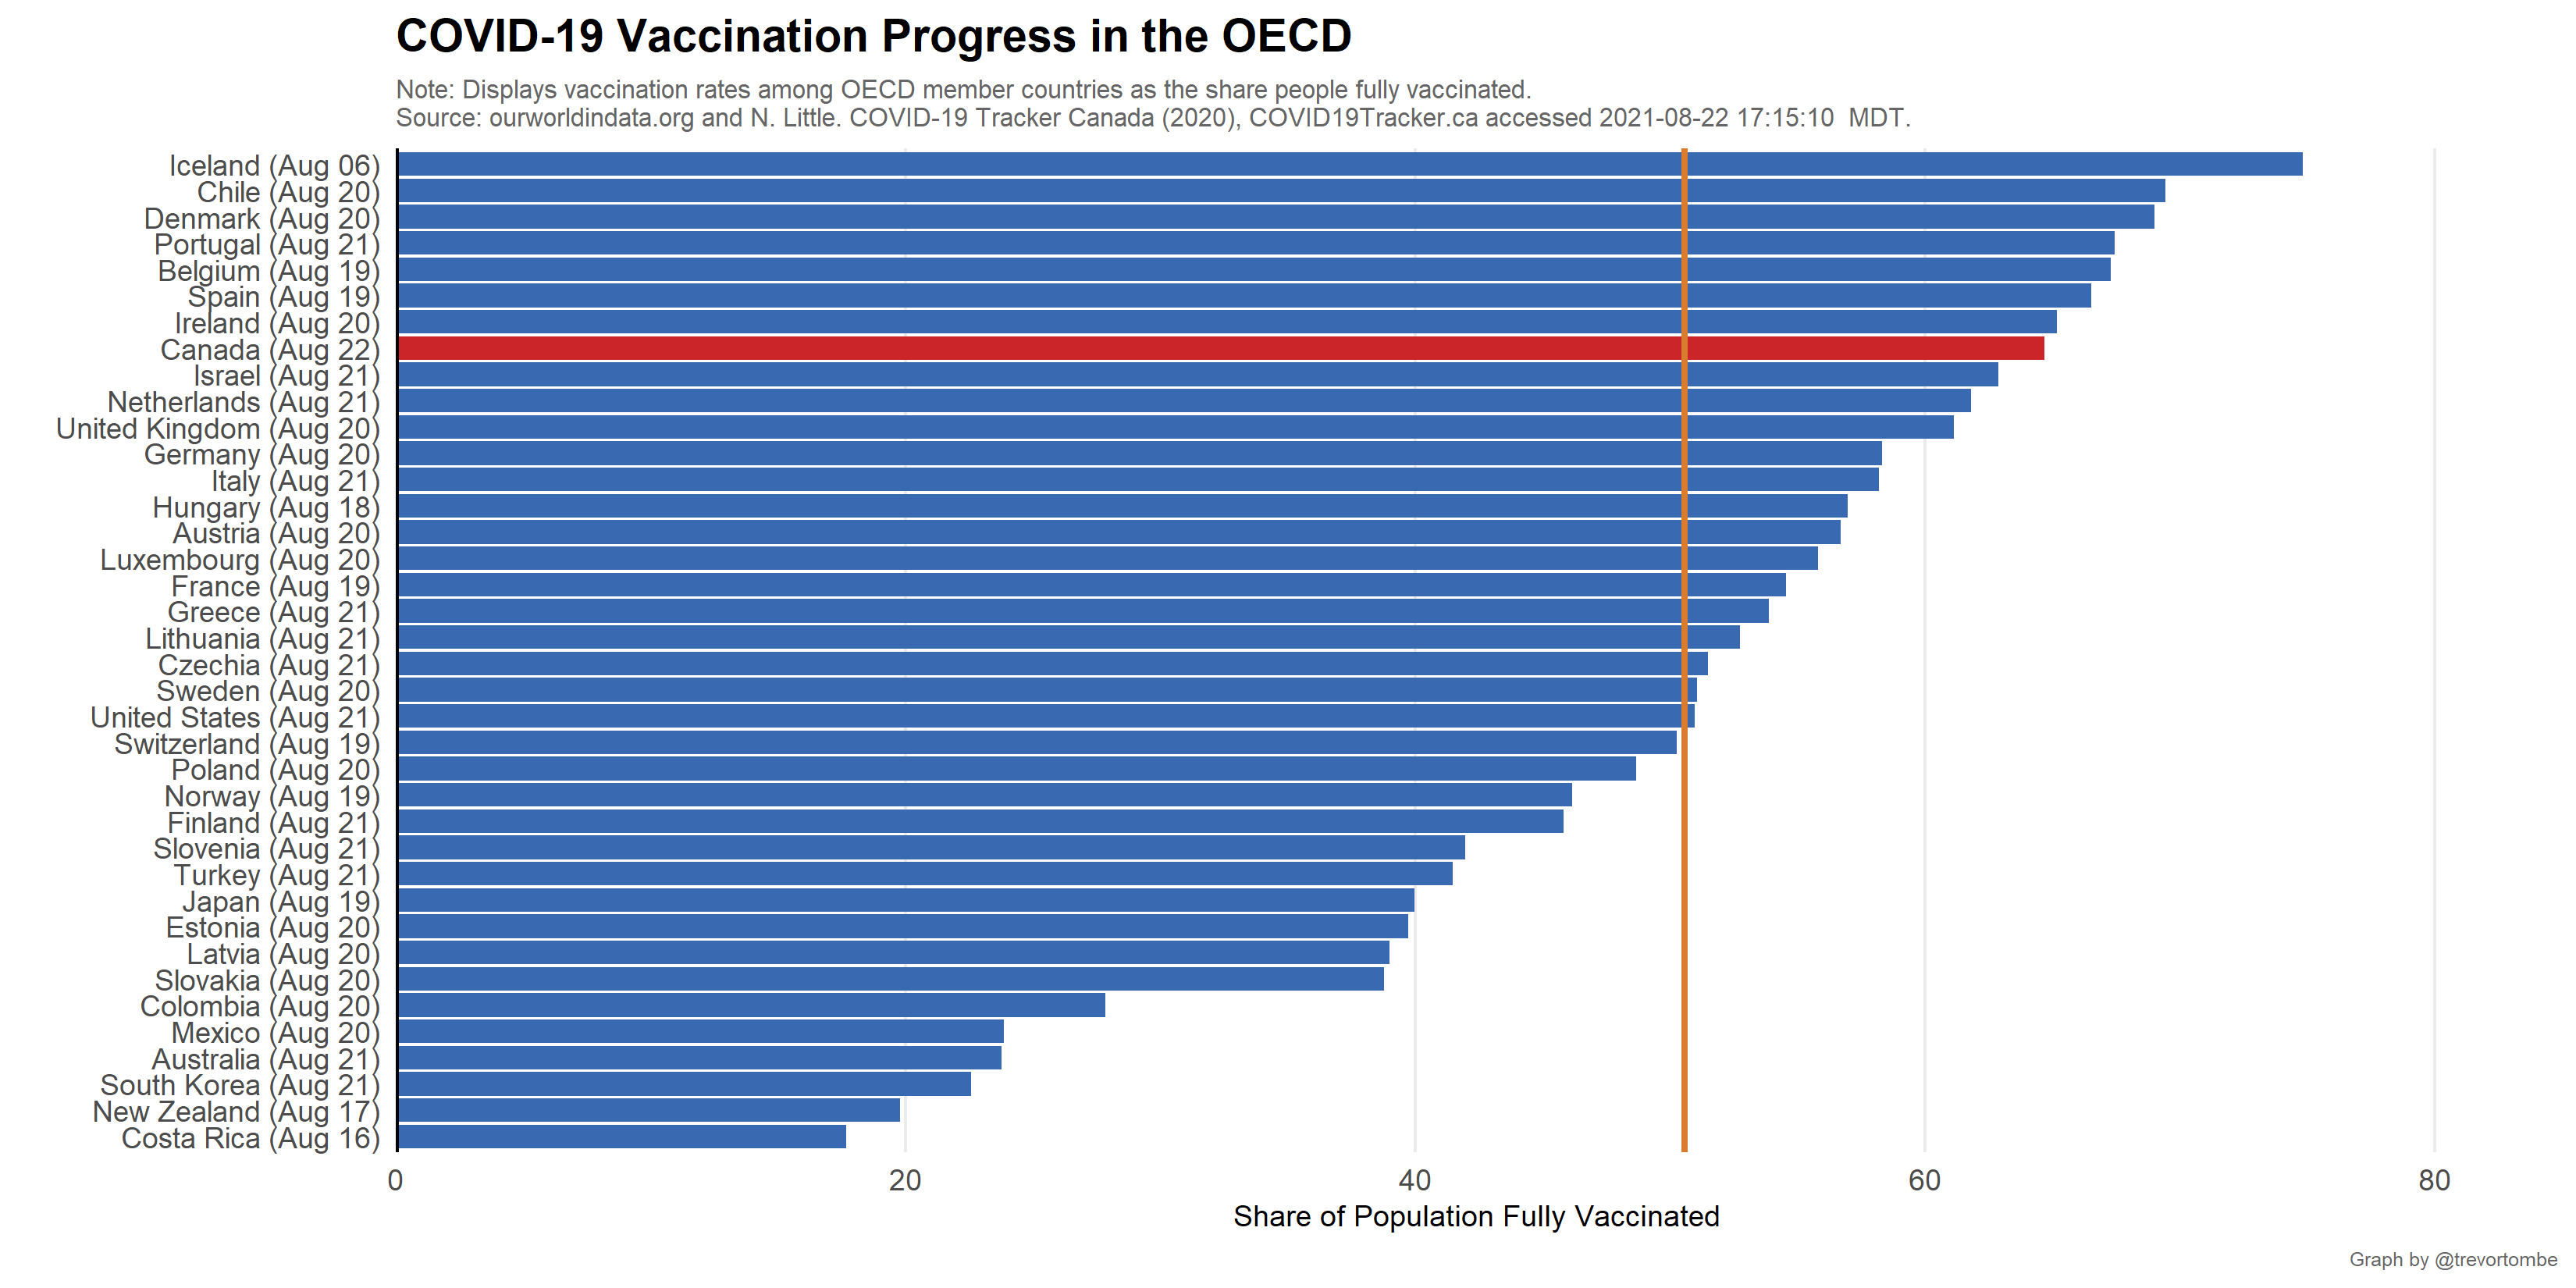 COVID-19 Vaccination Progress in the OECD
Note: Displays vaccination rates among OECD member countries as the share people fully vaccinated.
Source: ourworldindata.org and N. Little. COVID-19 Tracker Canada (2020), COVID19Tracker.ca accessed 2021-08-22 17:15:10  MDT.
Iceland (Aug 06)
Chile (Aug 20)
Denmark (Aug 20)
Portugal (Aug 21)
Belgium (Aug 19)
Spain (Aug 19)
Ireland (Aug 20)
Canada (Aug 22)
Israel (Aug 21)
Netherlands (Aug 21)
United Kingdom (Aug 20)
Germany (Aug 20)
Italy (Aug 21)
Hungary (Aug 18)
Austria (Aug 20)
Luxembourg (Aug 20)
France (Aug 19)
Greece (Aug 21)
Lithuania (Aug 21)
Czechia (Aug 21)
Sweden (Aug 20)
United States (Aug 21)
Switzerland (Aug 19)
Poland (Aug 20)
Norway (Aug 19)
Finland (Aug 21)
Slovenia (Aug 21)
Turkey (Aug 21)
Japan (Aug 19)
Estonia (Aug 20)
Latvia (Aug 20)
Slovakia (Aug 20)
Colombia (Aug 20)
Mexico (Aug 20)
Australia (Aug 21)
South Korea (Aug 21)
New Zealand (Aug 17)
Costa Rica (Aug 16)
0 20 40 60 80
Share of Population Fully Vaccinated
Graph by @trevortombe